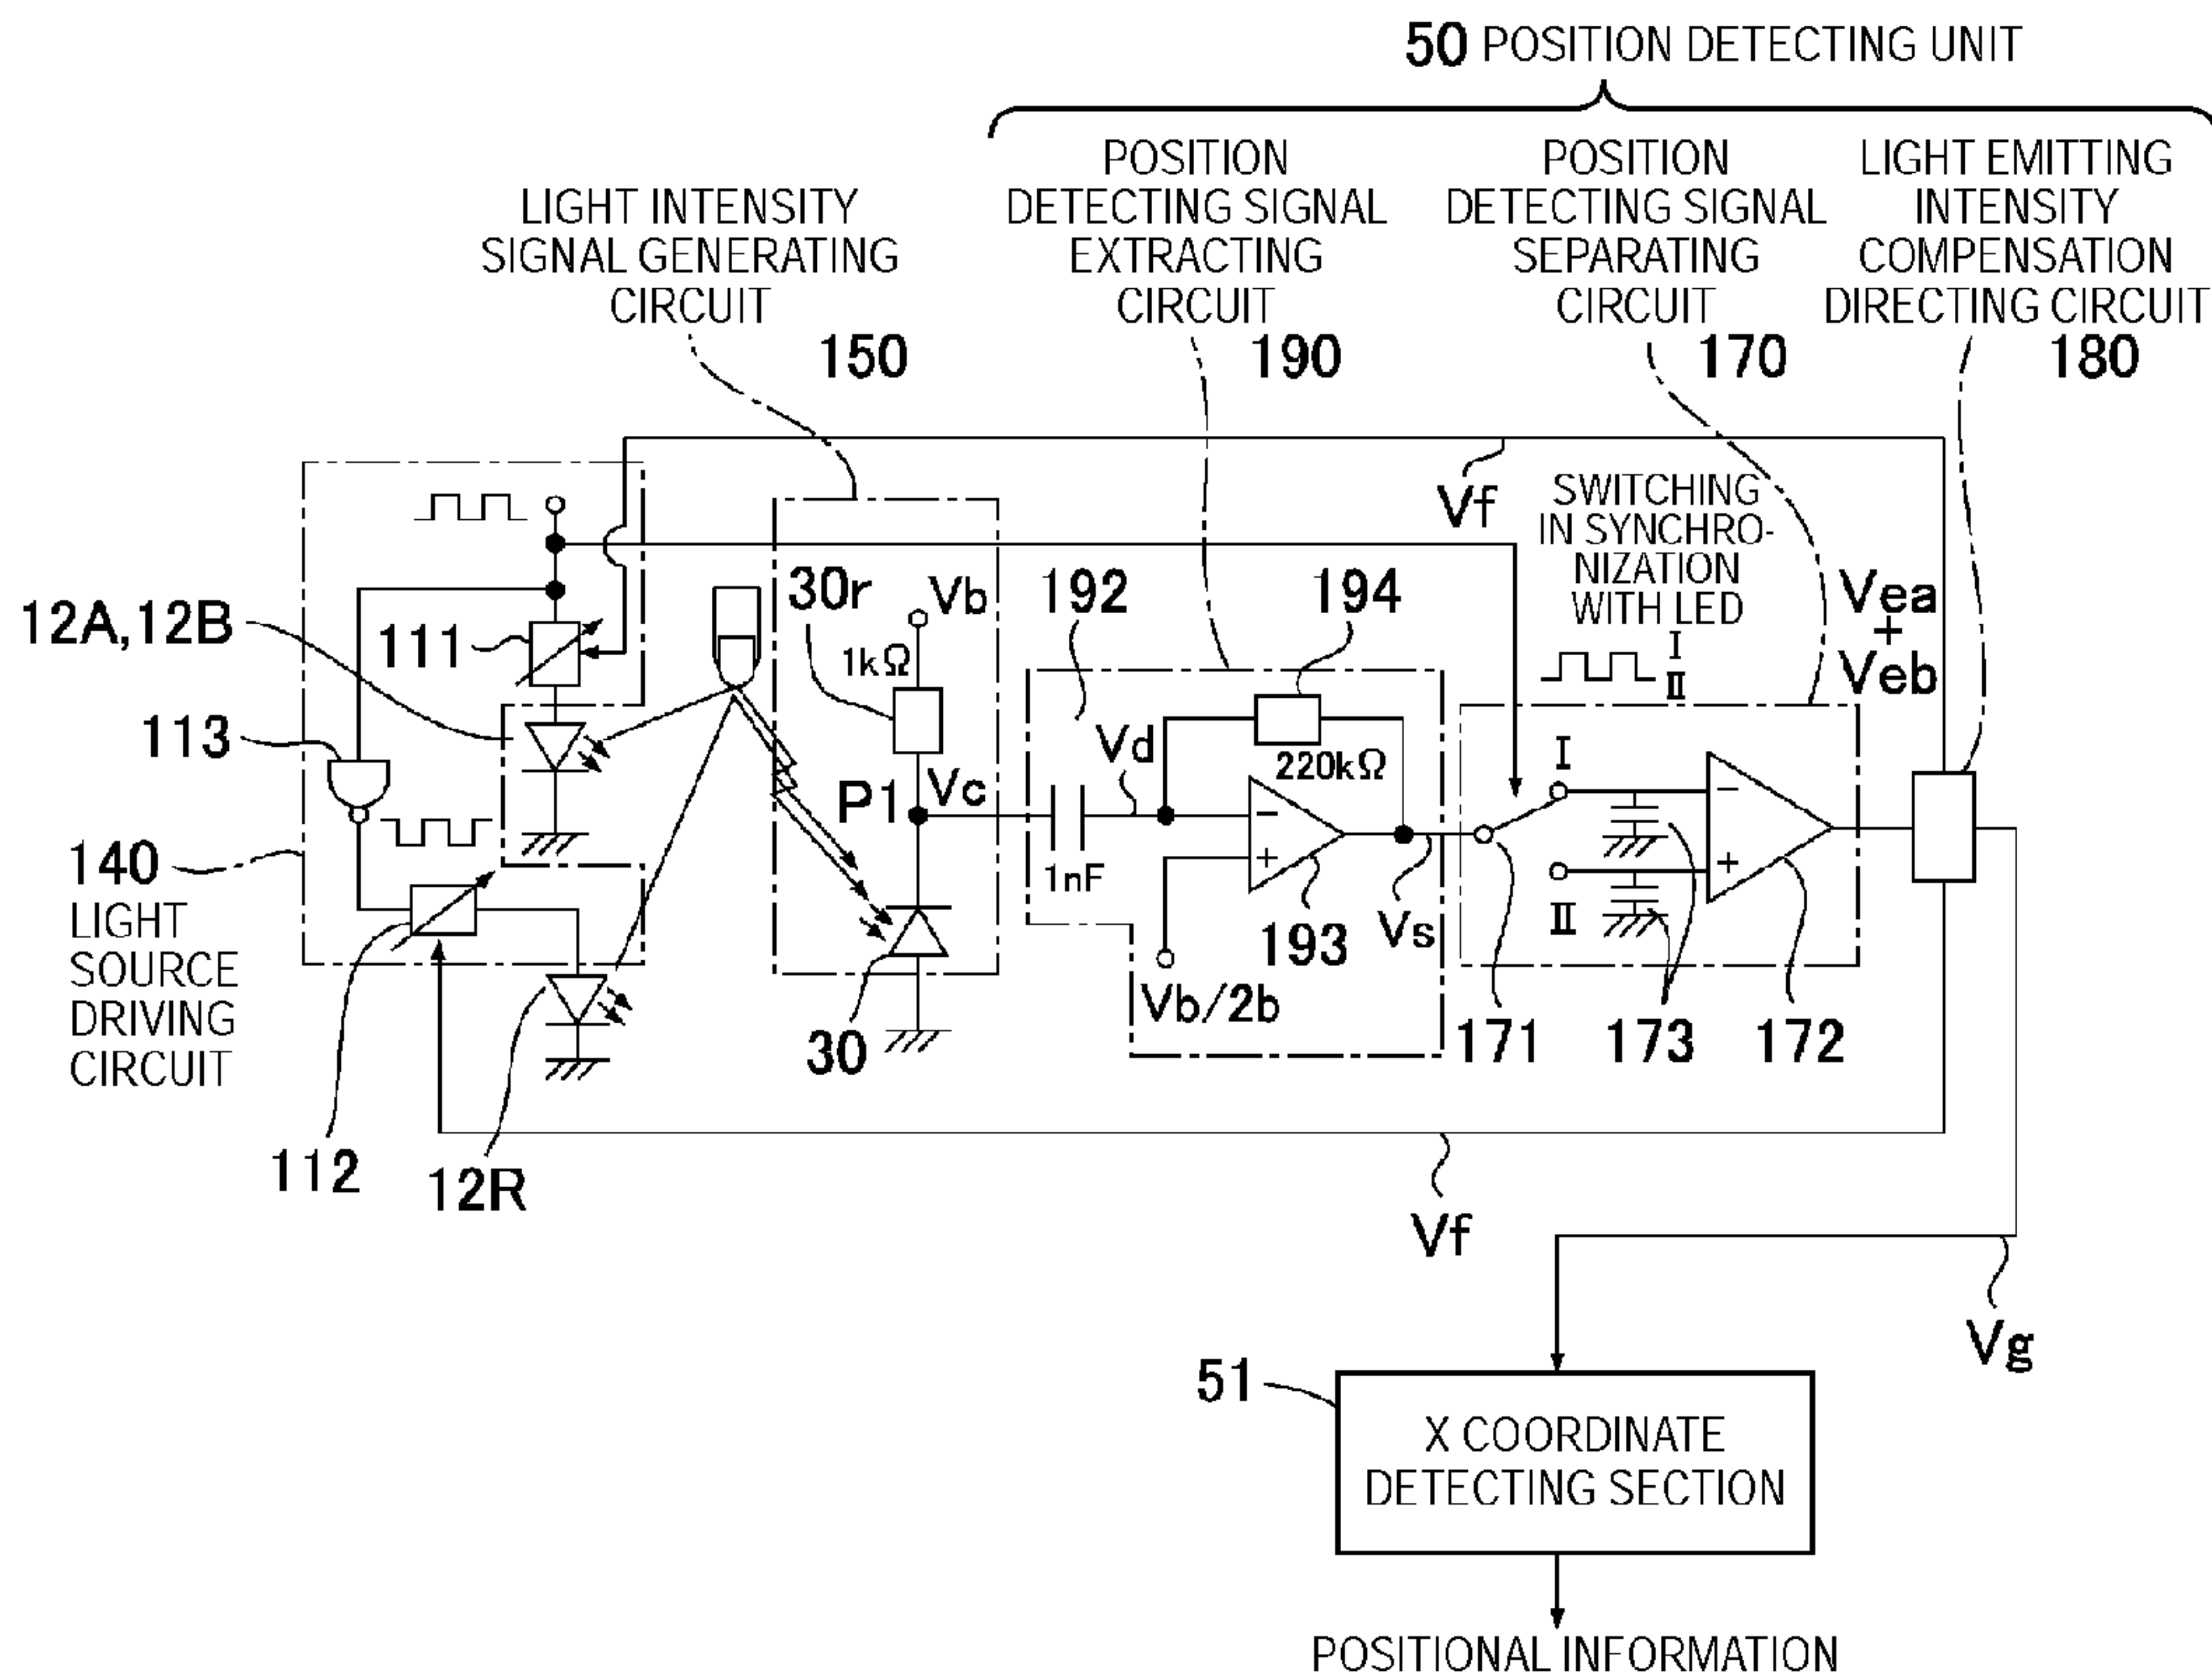 50 POSITION DETECTING UNIT
LIGHT INTENSITY
SIGNAL GENERATING
CIRCUIT
150
POSITION
DETECTING SIGNAL
EXTRACTING
CIRCUIT
190
POSITION
DETECTING SIGNAL
SEPARATING
CIRCUIT
170
LIGHT EMITTING
INTENSITY
COMPENSATION
DIRECTING CIRCUIT
180
Vf
SWITCHING
IN SYNCHRO-
NIZATION
WITH LED
I
II
Vea
+
Veb
12A,12B
111
113
30r
Vb
1kΩ
192
194
Vd
220kΩ
P1
Vc
1nF
−
+
193
Vs
Vb/2b
I
II
−
+
171
173
172
140
LIGHT
SOURCE
DRIVING
CIRCUIT
30
112
12R
Vf
Vg
51
X COORDINATE
DETECTING SECTION
POSITIONAL INFORMATION